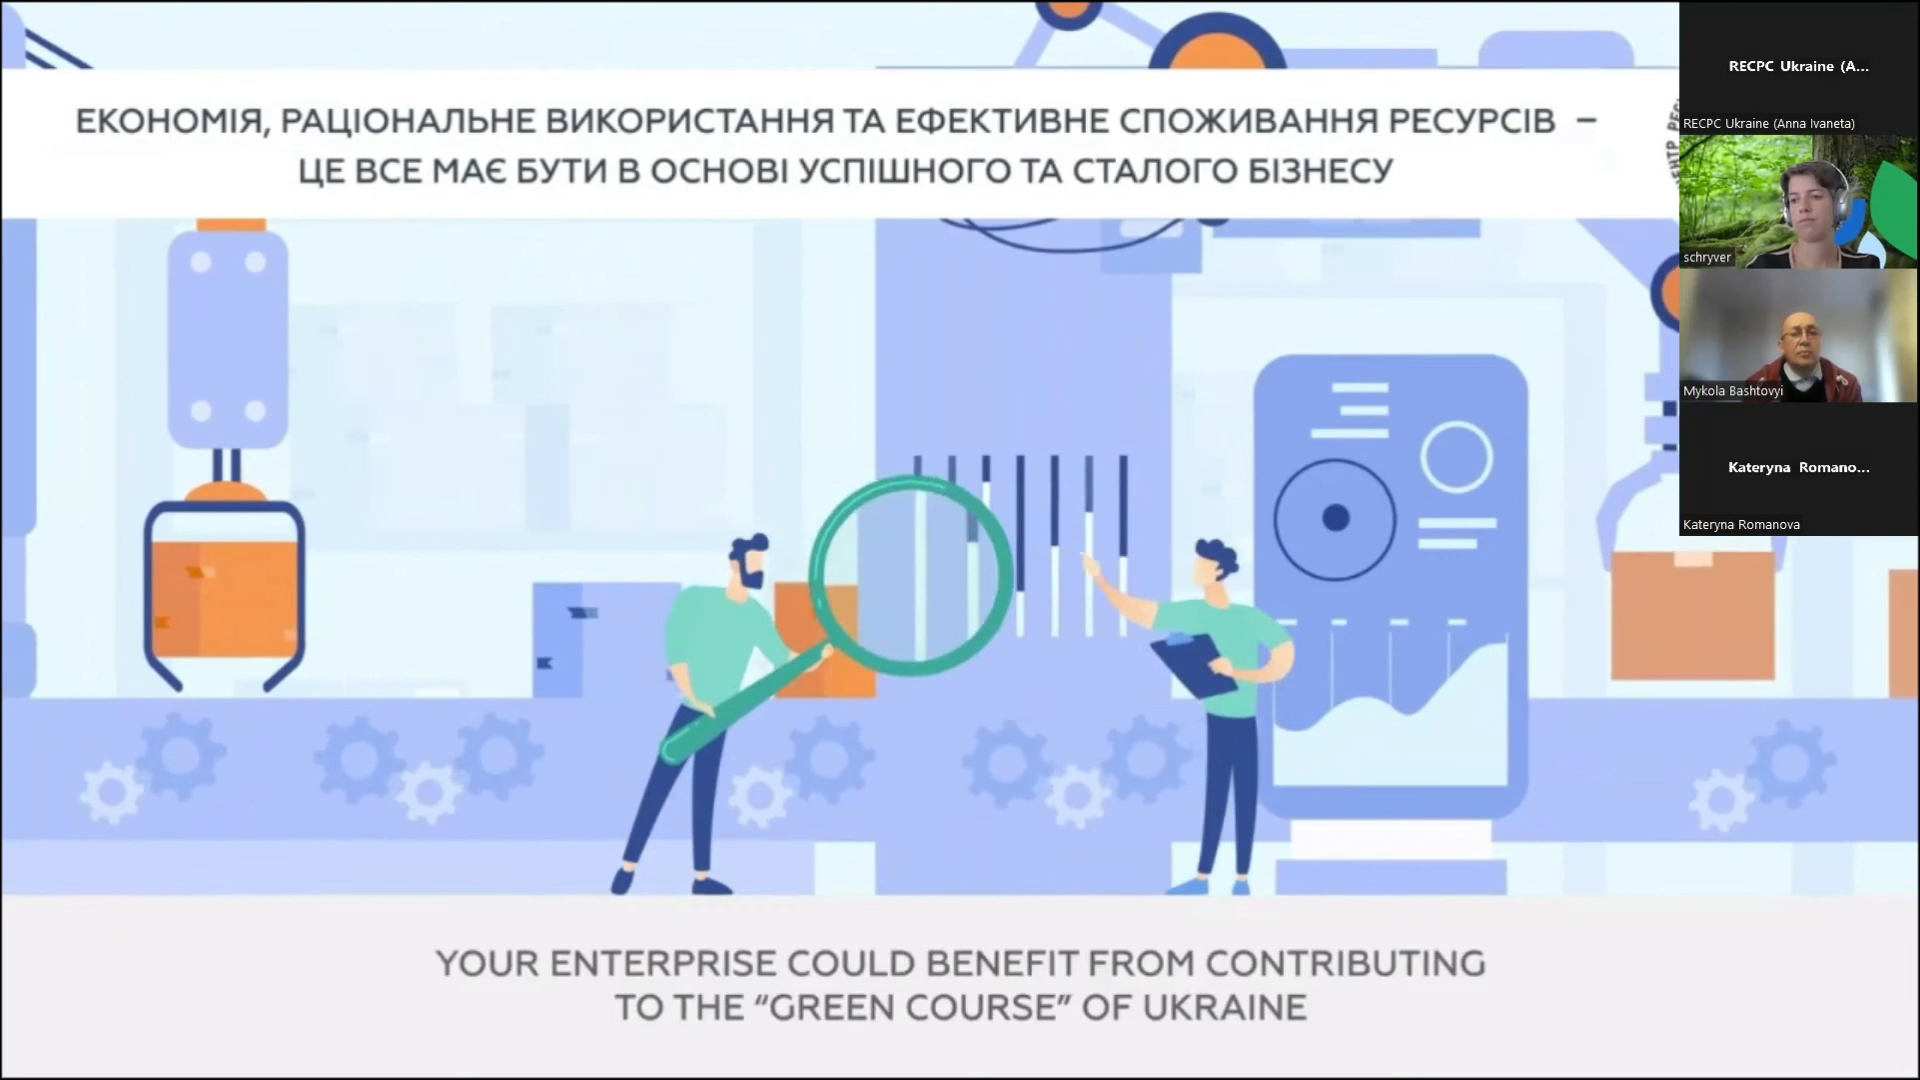 ЕКОНОМІЯ, РАЦІОНАЛЬНЕ ВИКОРИСТАННЯ ТА ЕФЕКТИВНЕ СПОЖИВАННЯ РЕСУРСІВ –
ЦЕ ВСЕ МАЄ БУТИ В ОСНОВІ УСПІШНОГО ТА СТАЛОГО БІЗНЕСУ
YOUR ENTERPRISE COULD BENEFIT FROM CONTRIBUTING
TO THE “GREEN COURSE” OF UKRAINE
RECPC Ukraine (A...
RECPC Ukraine (Anna Ivaneta)
schryver
Mykola Bashtovyi
Kateryna Romano...
Kateryna Romanova